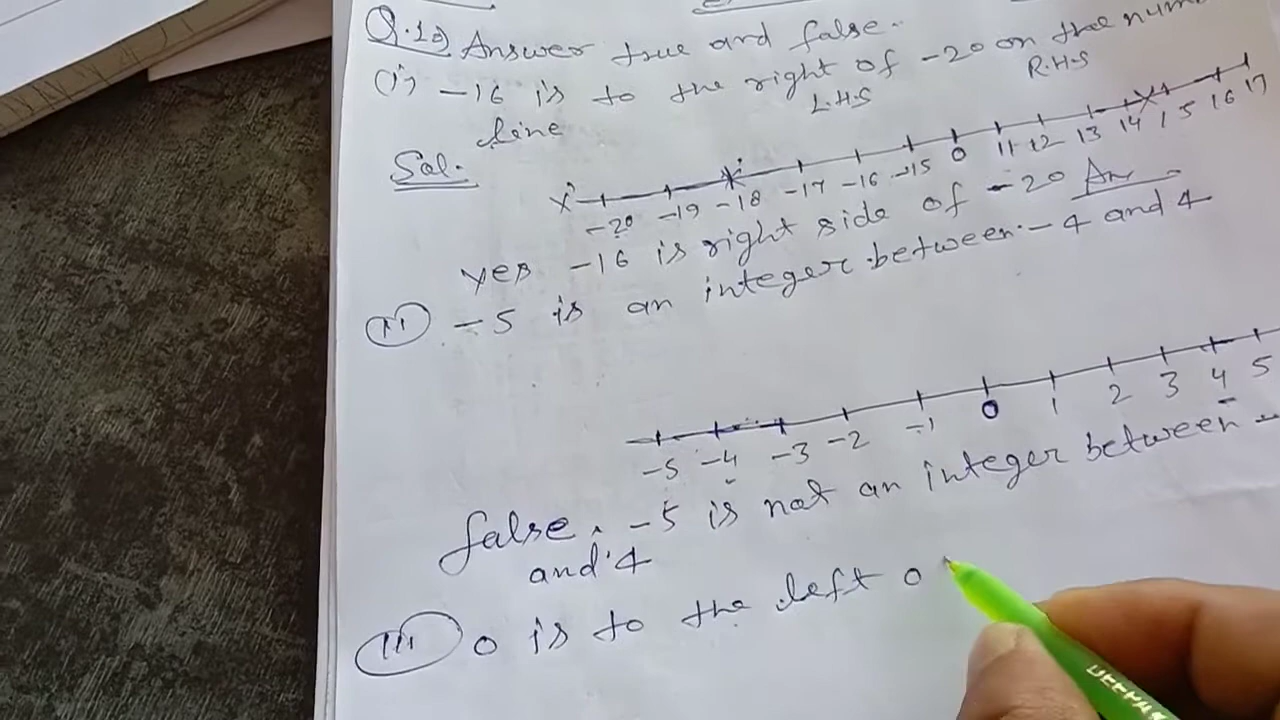 Q.10) Answer true and false.
(i) -16 is to the right of -20 on the num
line
L.H.S R.H.S
Sol.
-20 -19 -18 -17 -16 -15 0 11 12 13 14 15 16 17
yes -16 is right side of -20 An
(ii) -5 is an integer between -4 and 4
-5 -4 -3 -2 -1 0 1 2 3 4 5
false. -5 is not an integer between -
and 4
(iii) 0 is to the left o